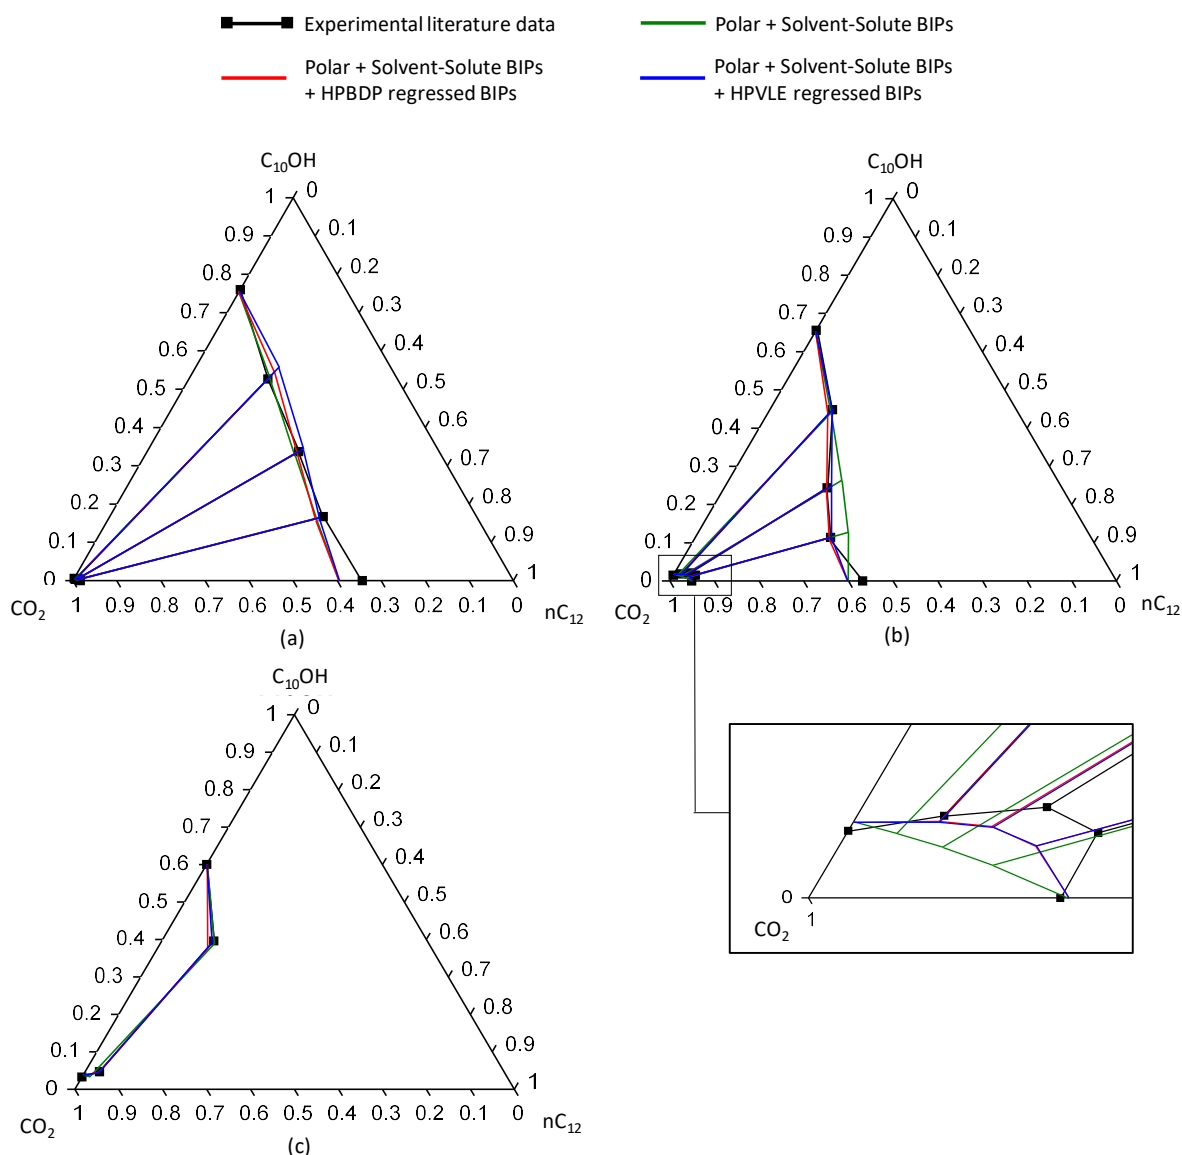 Experimental literature data
Polar + Solvent-Solute BIPs
Polar + Solvent-Solute BIPs
+ HPBDP regressed BIPs
Polar + Solvent-Solute BIPs
+ HPVLE regressed BIPs
C₁₀OH
1 0
0.9 0.1
0.8 0.2
0.7 0.3
0.6 0.4
0.5 0.5
0.4 0.6
0.3 0.7
0.2 0.8
0.1 0.9
0 1
CO₂ 1 0.9 0.8 0.7 0.6 0.5 0.4 0.3 0.2 0.1 0 nC₁₂
(a)
C₁₀OH
1 0
0.9 0.1
0.8 0.2
0.7 0.3
0.6 0.4
0.5 0.5
0.4 0.6
0.3 0.7
0.2 0.8
0.1 0.9
0 1
CO₂ 1 0.9 0.8 0.7 0.6 0.5 0.4 0.3 0.2 0.1 0 nC₁₂
(b)
0
CO₂ 1
C₁₀OH
1 0
0.9 0.1
0.8 0.2
0.7 0.3
0.6 0.4
0.5 0.5
0.4 0.6
0.3 0.7
0.2 0.8
0.1 0.9
0 1
CO₂ 1 0.9 0.8 0.7 0.6 0.5 0.4 0.3 0.2 0.1 0 nC₁₂
(c)